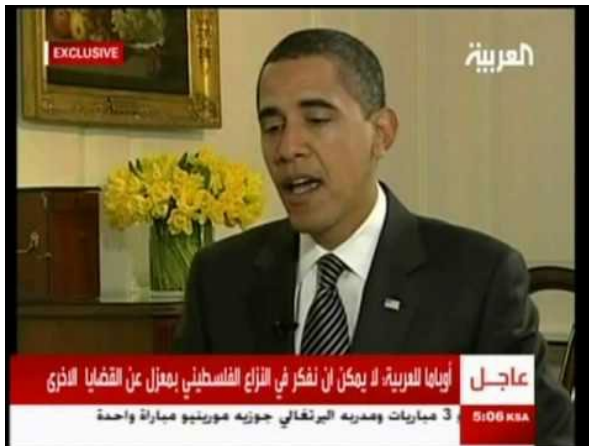 EXCLUSIVE
العربية
عاجل
أوباما للعربية: لا يمكن ان نفكر في النزاع الفلسطيني بمعزل عن القضايا الاخرى
5:06 KSA
3 مباريات ومدربه البرتغالي جوزيه مورينيو مباراة واحدة